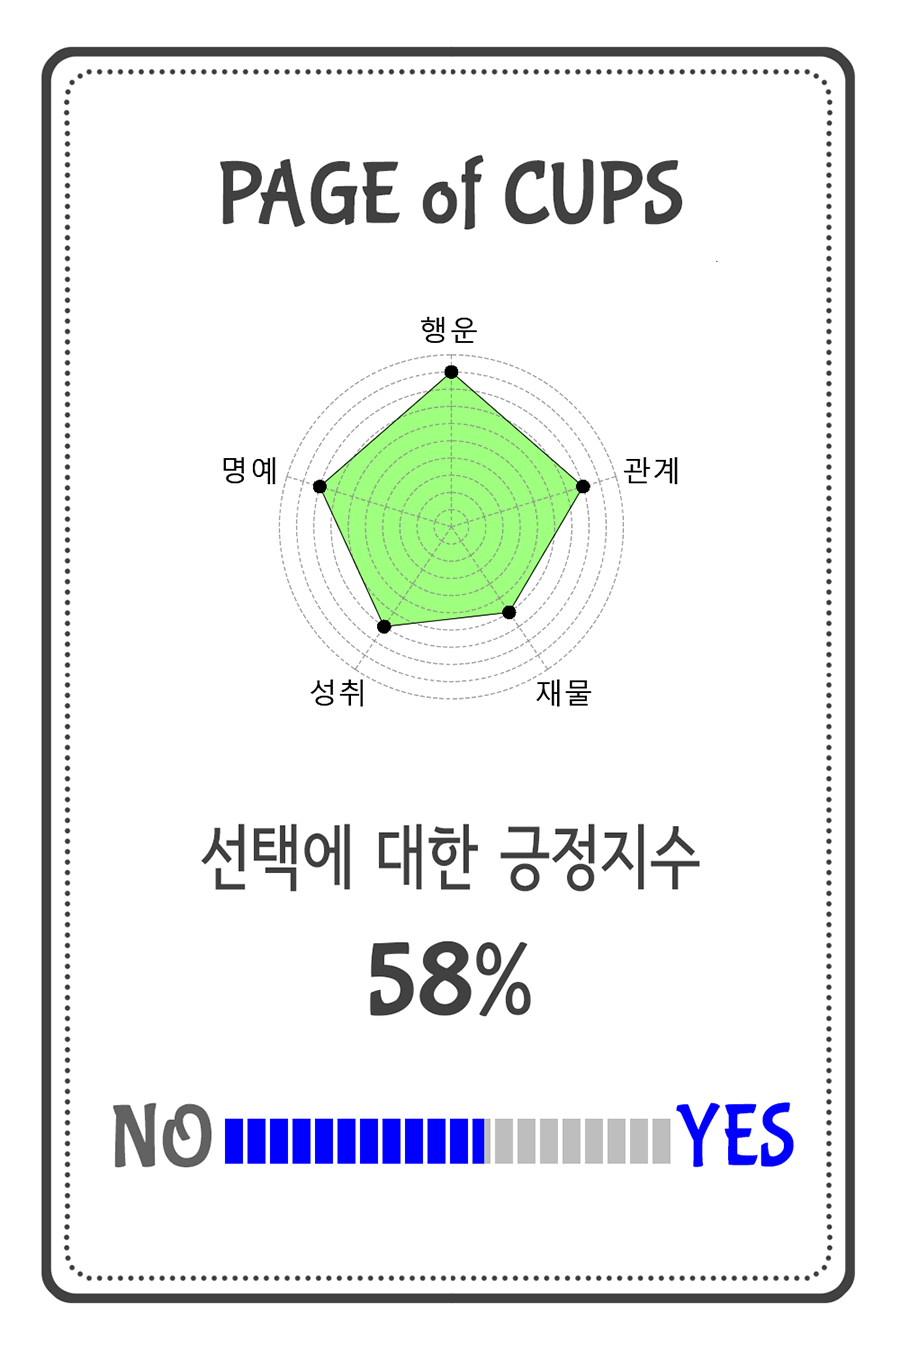 PAGE of CUPS
행운
명예
관계
성취
재물
선택에 대한 긍정지수
58%
NO YES